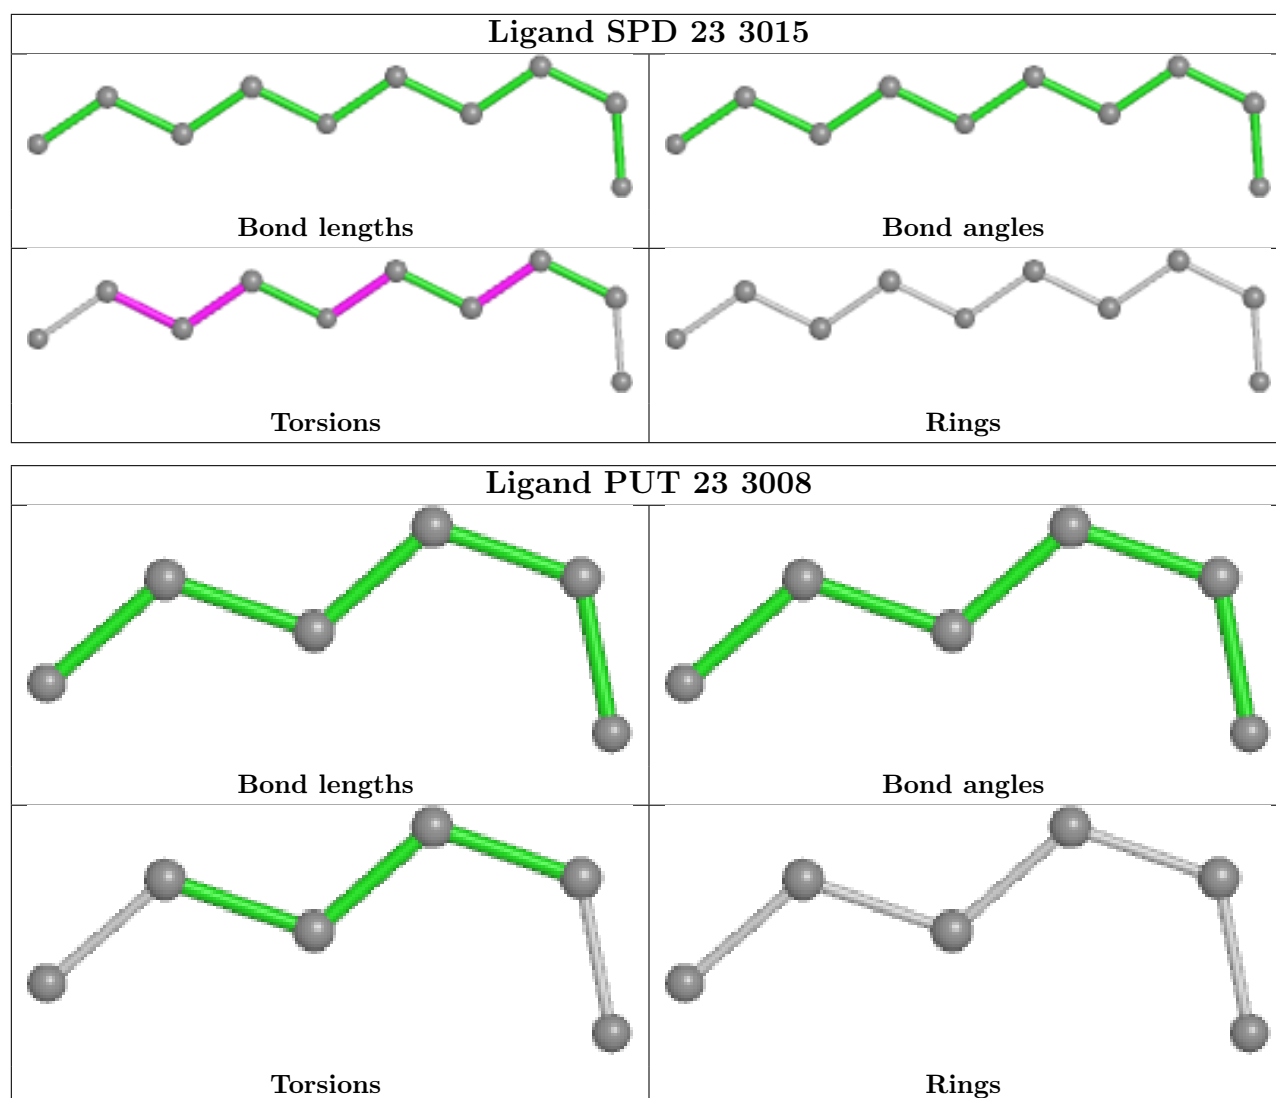 Ligand SPD 23 3015
Bond lengths
Bond angles
Torsions
Rings
Ligand PUT 23 3008
Bond lengths
Bond angles
Torsions
Rings